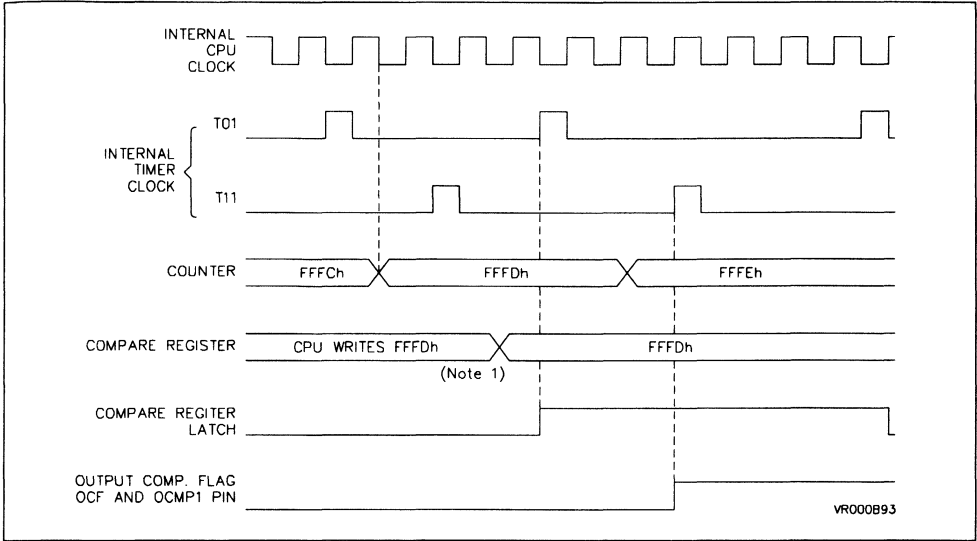 INTERNAL
CPU
CLOCK
T01
INTERNAL
TIMER
CLOCK
T11
COUNTER
FFFCh
FFFDh
FFFEh
COMPARE REGISTER
CPU WRITES FFFDh
FFFDh
(Note 1)
COMPARE REGITER
LATCH
OUTPUT COMP. FLAG
OCF AND OCMP1 PIN
VR000B93